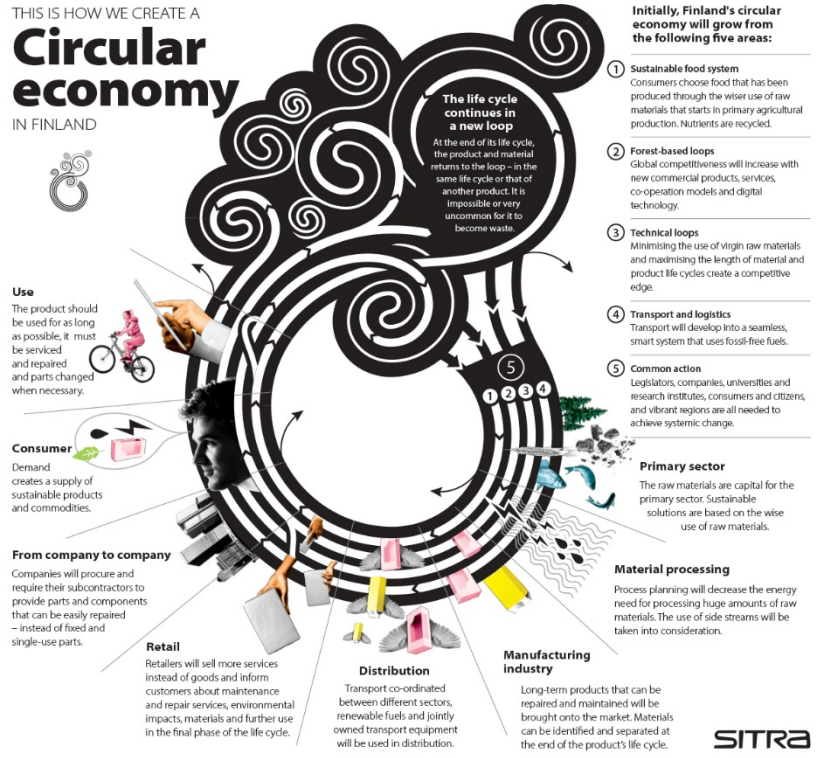 THIS IS HOW WE CREATE A
Circular
economy
IN FINLAND
The life cycle
continues in
a new loop
At the end of its life cycle,
the product and material
returns to the loop – in the
same life cycle or that of
another product. It is
impossible or very
uncommon for it to
become waste.
Initially, Finland's circular
economy will grow from
the following five areas:
1 Sustainable food system
Consumers choose food that has been
produced through the wiser use of raw
materials that starts in primary agricultural
production. Nutrients are recycled.
2 Forest-based loops
Global competitiveness will increase with
new commercial products, services,
co-operation models and digital
technology.
3 Technical loops
Minimising the use of virgin raw materials
and maximising the length of material and
product life cycles create a competitive
edge.
4 Transport and logistics
Transport will develop into a seamless,
smart system that uses fossil-free fuels.
5 Common action
Legislators, companies, universities and
research institutes, consumers and citizens,
and vibrant regions are all needed to
achieve systemic change.
5
1 2 3 4
Primary sector
The raw materials are capital for the
primary sector. Sustainable
solutions are based on the wise
use of raw materials.
Material processing
Process planning will decrease the energy
need for processing huge amounts of raw
materials. The use of side streams will be
taken into consideration.
Manufacturing
industry
Long-term products that can be
repaired and maintained will be
brought onto the market. Materials
can be identified and separated at
the end of the product's life cycle.
Distribution
Transport co-ordinated
between different sectors,
renewable fuels and jointly
owned transport equipment
will be used in distribution.
Retail
Retailers will sell more services
instead of goods and inform
customers about maintenance
and repair services, environmental
impacts, materials and further use
in the final phase of the life cycle.
From company to company
Companies will procure and
require their subcontractors to
provide parts and components
that can be easily repaired
– instead of fixed and
single-use parts.
Consumer
Demand
creates a supply of
sustainable products
and commodities.
Use
The product should
be used for as long
as possible, it must
be serviced
and repaired
and parts changed
when necessary.
SITRA